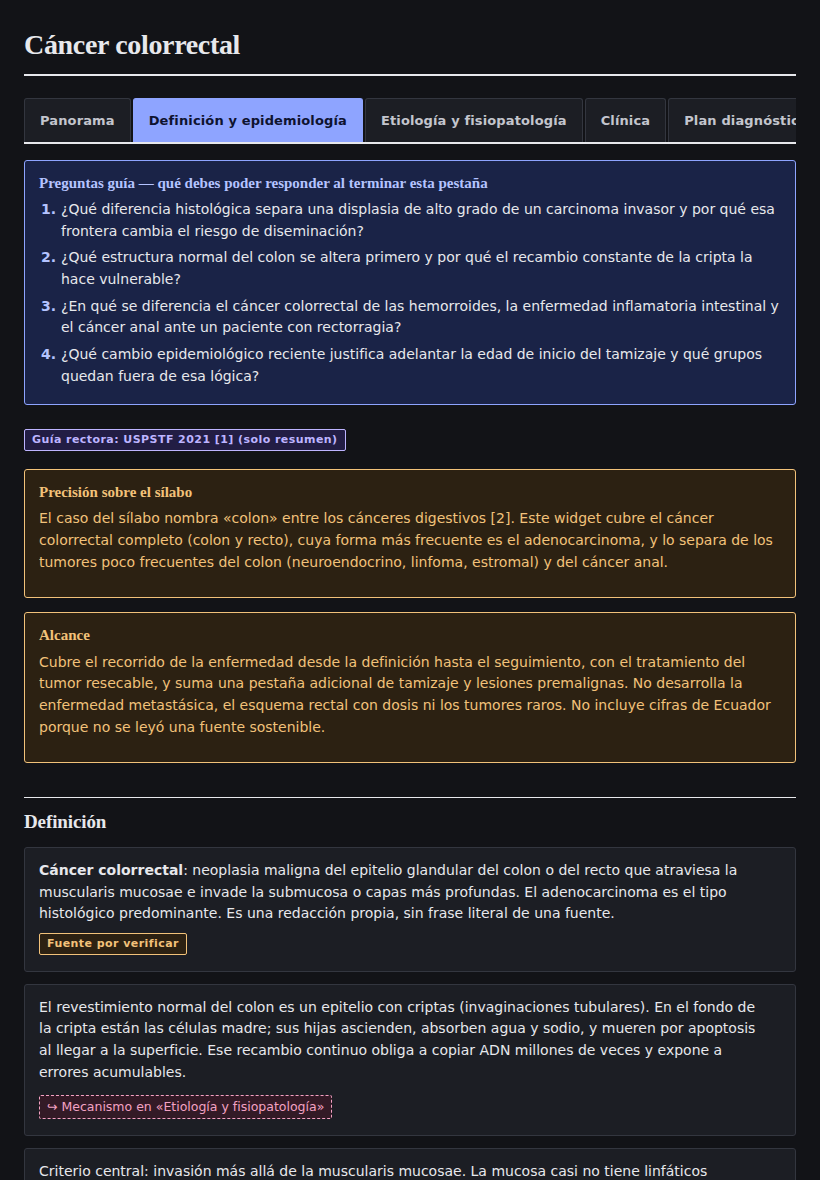 Cáncer colorrectal
Panorama
Definición y epidemiología
Etiología y fisiopatología
Clínica
Plan diagnóstic
Preguntas guía — qué debes poder responder al terminar esta pestaña
1. ¿Qué diferencia histológica separa una displasia de alto grado de un carcinoma invasor y por qué esa
frontera cambia el riesgo de diseminación?
2. ¿Qué estructura normal del colon se altera primero y por qué el recambio constante de la cripta la
hace vulnerable?
3. ¿En qué se diferencia el cáncer colorrectal de las hemorroides, la enfermedad inflamatoria intestinal y
el cáncer anal ante un paciente con rectorragia?
4. ¿Qué cambio epidemiológico reciente justifica adelantar la edad de inicio del tamizaje y qué grupos
quedan fuera de esa lógica?
Guía rectora: USPSTF 2021 [1] (solo resumen)
Precisión sobre el sílabo
El caso del sílabo nombra «colon» entre los cánceres digestivos [2]. Este widget cubre el cáncer
colorrectal completo (colon y recto), cuya forma más frecuente es el adenocarcinoma, y lo separa de los
tumores poco frecuentes del colon (neuroendocrino, linfoma, estromal) y del cáncer anal.
Alcance
Cubre el recorrido de la enfermedad desde la definición hasta el seguimiento, con el tratamiento del
tumor resecable, y suma una pestaña adicional de tamizaje y lesiones premalignas. No desarrolla la
enfermedad metastásica, el esquema rectal con dosis ni los tumores raros. No incluye cifras de Ecuador
porque no se leyó una fuente sostenible.
Definición
Cáncer colorrectal: neoplasia maligna del epitelio glandular del colon o del recto que atraviesa la
muscularis mucosae e invade la submucosa o capas más profundas. El adenocarcinoma es el tipo
histológico predominante. Es una redacción propia, sin frase literal de una fuente.
Fuente por verificar
El revestimiento normal del colon es un epitelio con criptas (invaginaciones tubulares). En el fondo de
la cripta están las células madre; sus hijas ascienden, absorben agua y sodio, y mueren por apoptosis
al llegar a la superficie. Ese recambio continuo obliga a copiar ADN millones de veces y expone a
errores acumulables.
↪ Mecanismo en «Etiología y fisiopatología»
Criterio central: invasión más allá de la muscularis mucosae. La mucosa casi no tiene linfáticos